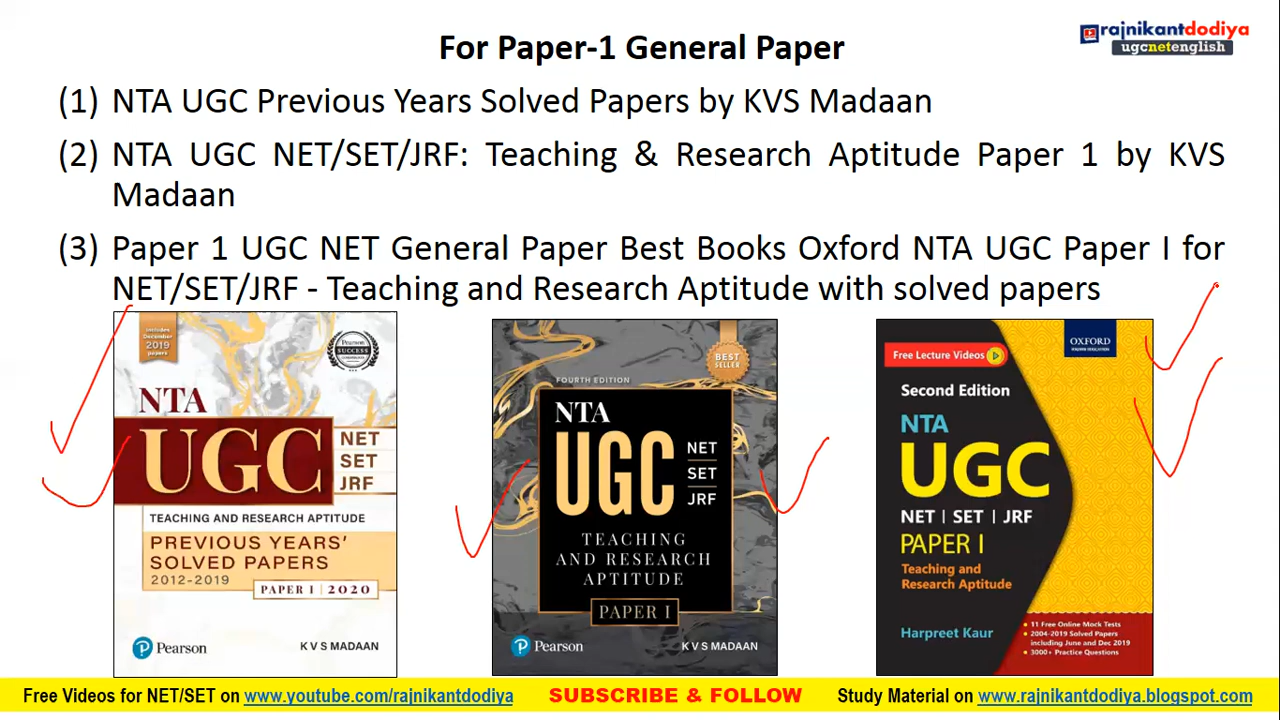 For Paper-1 General Paper
rajnikantdodiya
ugcnetenglish
(1) NTA UGC Previous Years Solved Papers by KVS Madaan
(2) NTA UGC NET/SET/JRF: Teaching & Research Aptitude Paper 1 by KVS
Madaan
(3) Paper 1 UGC NET General Paper Best Books Oxford NTA UGC Paper I for
NET/SET/JRF - Teaching and Research Aptitude with solved papers
Includes
December
2019
papers
Pearson
SUCCESS
NTA
UGC
NET
SET
JRF
TEACHING AND RESEARCH APTITUDE
PREVIOUS YEARS'
SOLVED PAPERS
2012-2019
PAPER I | 2020
Pearson
K V S MADAAN
BEST
SELLER
FOURTH EDITION
NTA
UGC
NET
SET
JRF
TEACHING
AND RESEARCH
APTITUDE
PAPER I
Pearson
K V S MADAAN
OXFORD
Free Lecture Videos
Second Edition
NTA
UGC
NET | SET | JRF
PAPER I
Teaching and
Research Aptitude
Harpreet Kaur
• 11 Free Online Mock Tests
• 2004-2019 Solved Papers
including June and Dec 2019
• 3000+ Practice Questions
Free Videos for NET/SET on www.youtube.com/rajnikantdodiya SUBSCRIBE & FOLLOW Study Material on www.rajnikantdodiya.blogspot.com